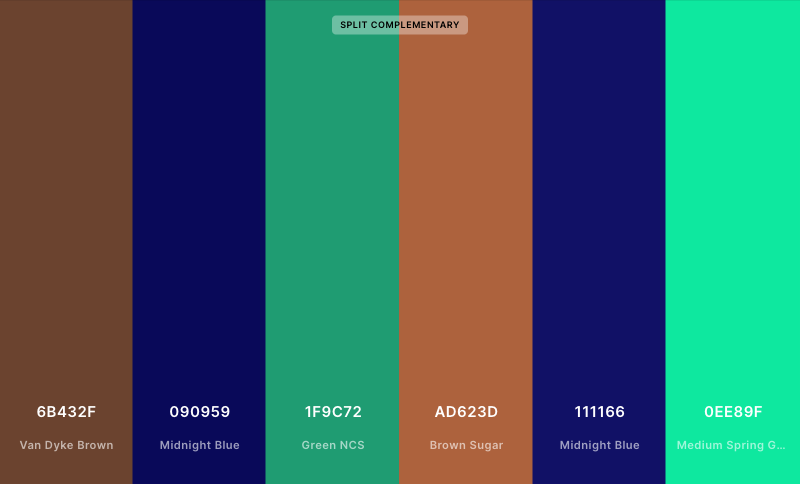 SPLIT COMPLEMENTARY
6B432F
Van Dyke Brown
090959
Midnight Blue
1F9C72
Green NCS
AD623D
Brown Sugar
111166
Midnight Blue
0EE89F
Medium Spring G...